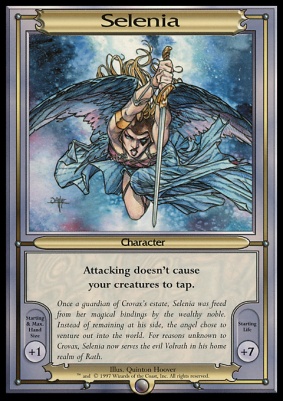 Selenia
Character
Attacking doesn't cause
your creatures to tap.
Once a guardian of Crovax's estate, Selenia was freed
from her magical bindings by the wealthy noble.
Instead of remaining at his side, the angel chose to
venture out into the world. For reasons unknown to
Crovax, Selenia now serves the evil Volrath in his home
realm of Rath.
Starting
& Max.
Hand
Size
+1
Starting
Life
+7
Illus. Quinton Hoover
™ and © 1997 Wizards of the Coast, Inc. All rights reserved.